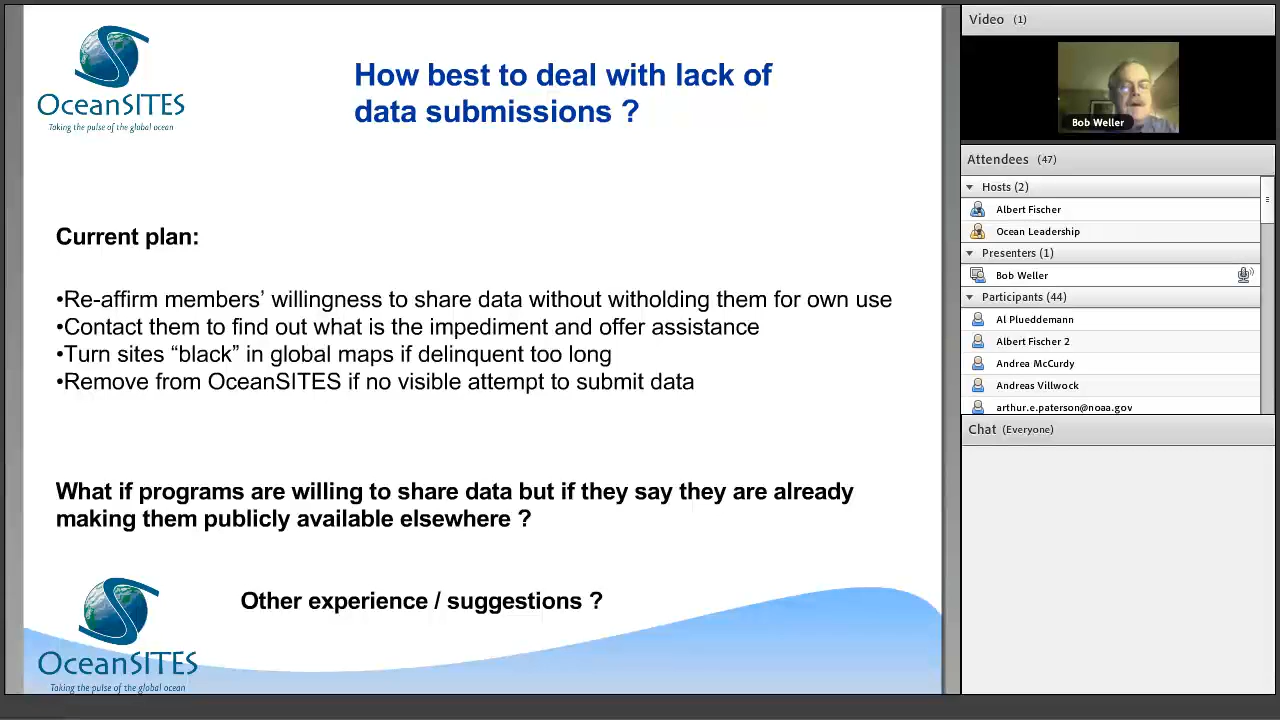 OceanSITES
Taking the pulse of the global ocean
How best to deal with lack of
data submissions ?
Current plan:
•Re-affirm members’ willingness to share data without witholding them for own use
•Contact them to find out what is the impediment and offer assistance
•Turn sites “black” in global maps if delinquent too long
•Remove from OceanSITES if no visible attempt to submit data
What if programs are willing to share data but if they say they are already
making them publicly available elsewhere ?
Other experience / suggestions ?
OceanSITES
Taking the pulse of the global ocean
Video (1)
Bob Weller
Attendees (47)
Hosts (2)
Albert Fischer
Ocean Leadership
Presenters (1)
Bob Weller
Participants (44)
Al Plueddemann
Albert Fischer 2
Andrea McCurdy
Andreas Villwock
arthur.e.paterson@noaa.gov
Chat (Everyone)